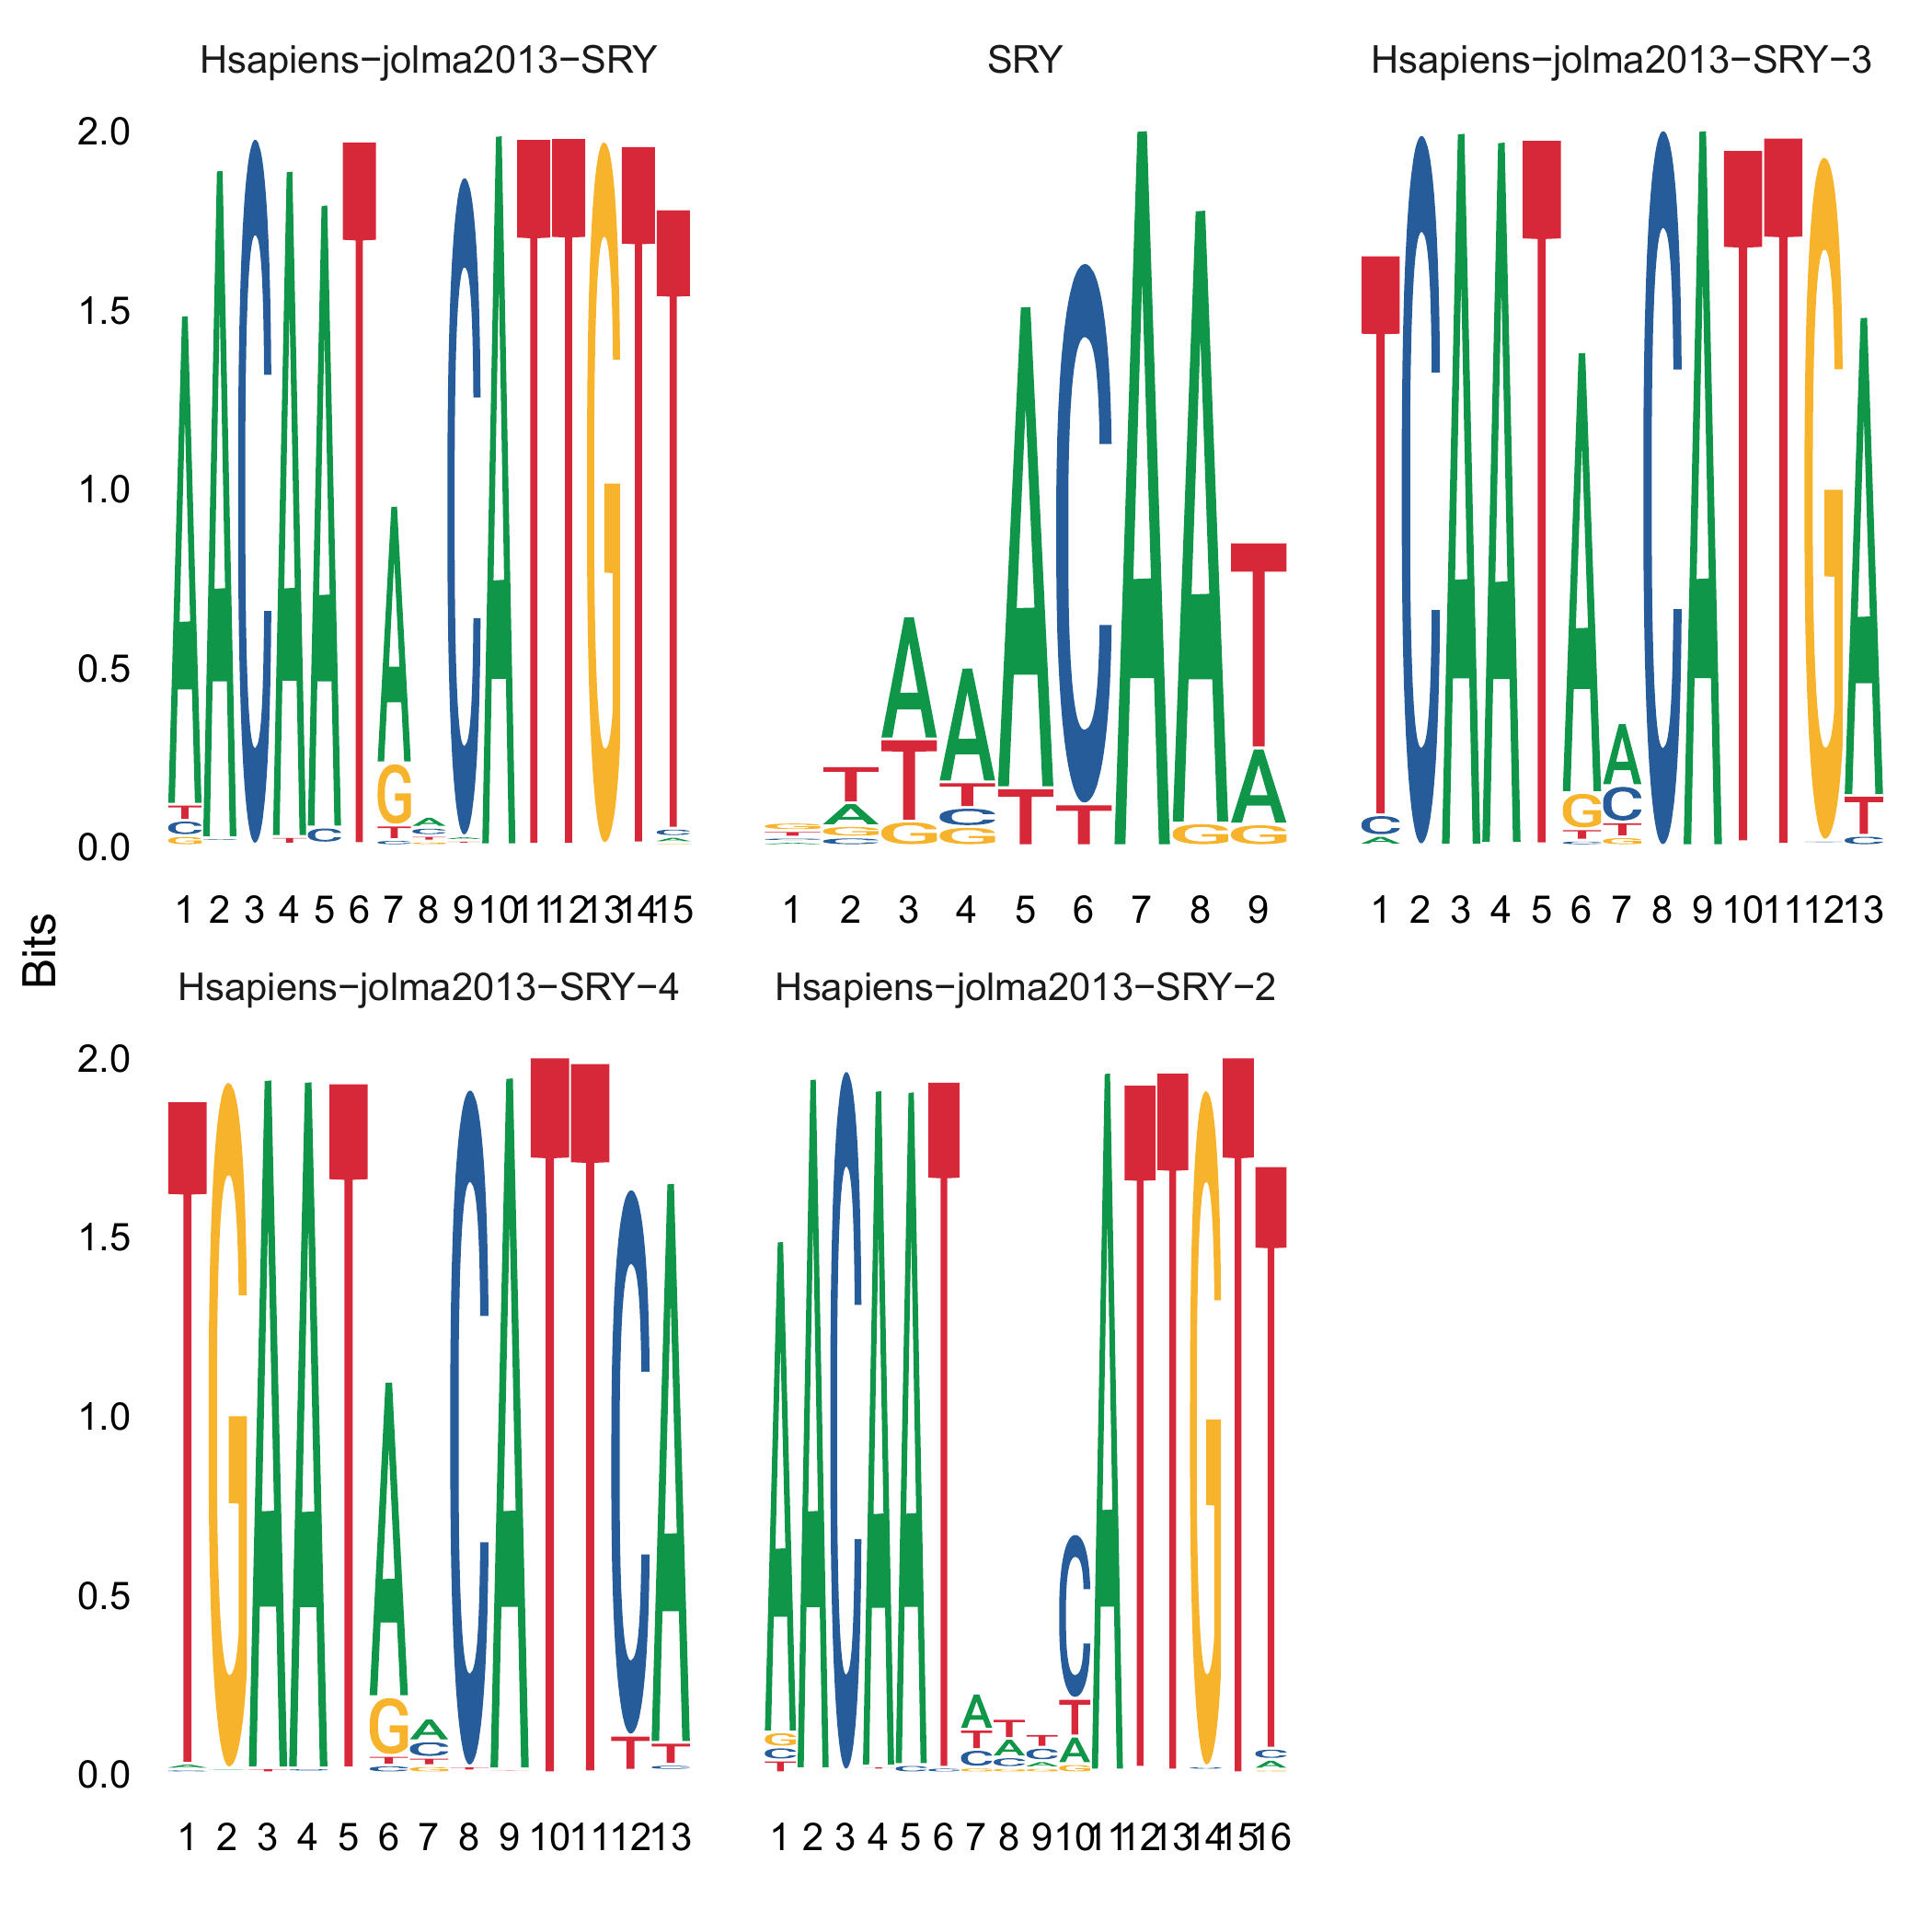 Hsapiens−jolma2013−SRY
SRY
Hsapiens−jolma2013−SRY−3
2.0
1.5
1.0
0.5
0.0
1 2 3 4 5 6 7 8 9 10 11 12 13 14 15
1 2 3 4 5 6 7 8 9
1 2 3 4 5 6 7 8 9 10 11 12 13
Bits
Hsapiens−jolma2013−SRY−4
Hsapiens−jolma2013−SRY−2
2.0
1.5
1.0
0.5
0.0
1 2 3 4 5 6 7 8 9 10 11 12 13
1 2 3 4 5 6 7 8 9 10 11 12 13 14 15 16